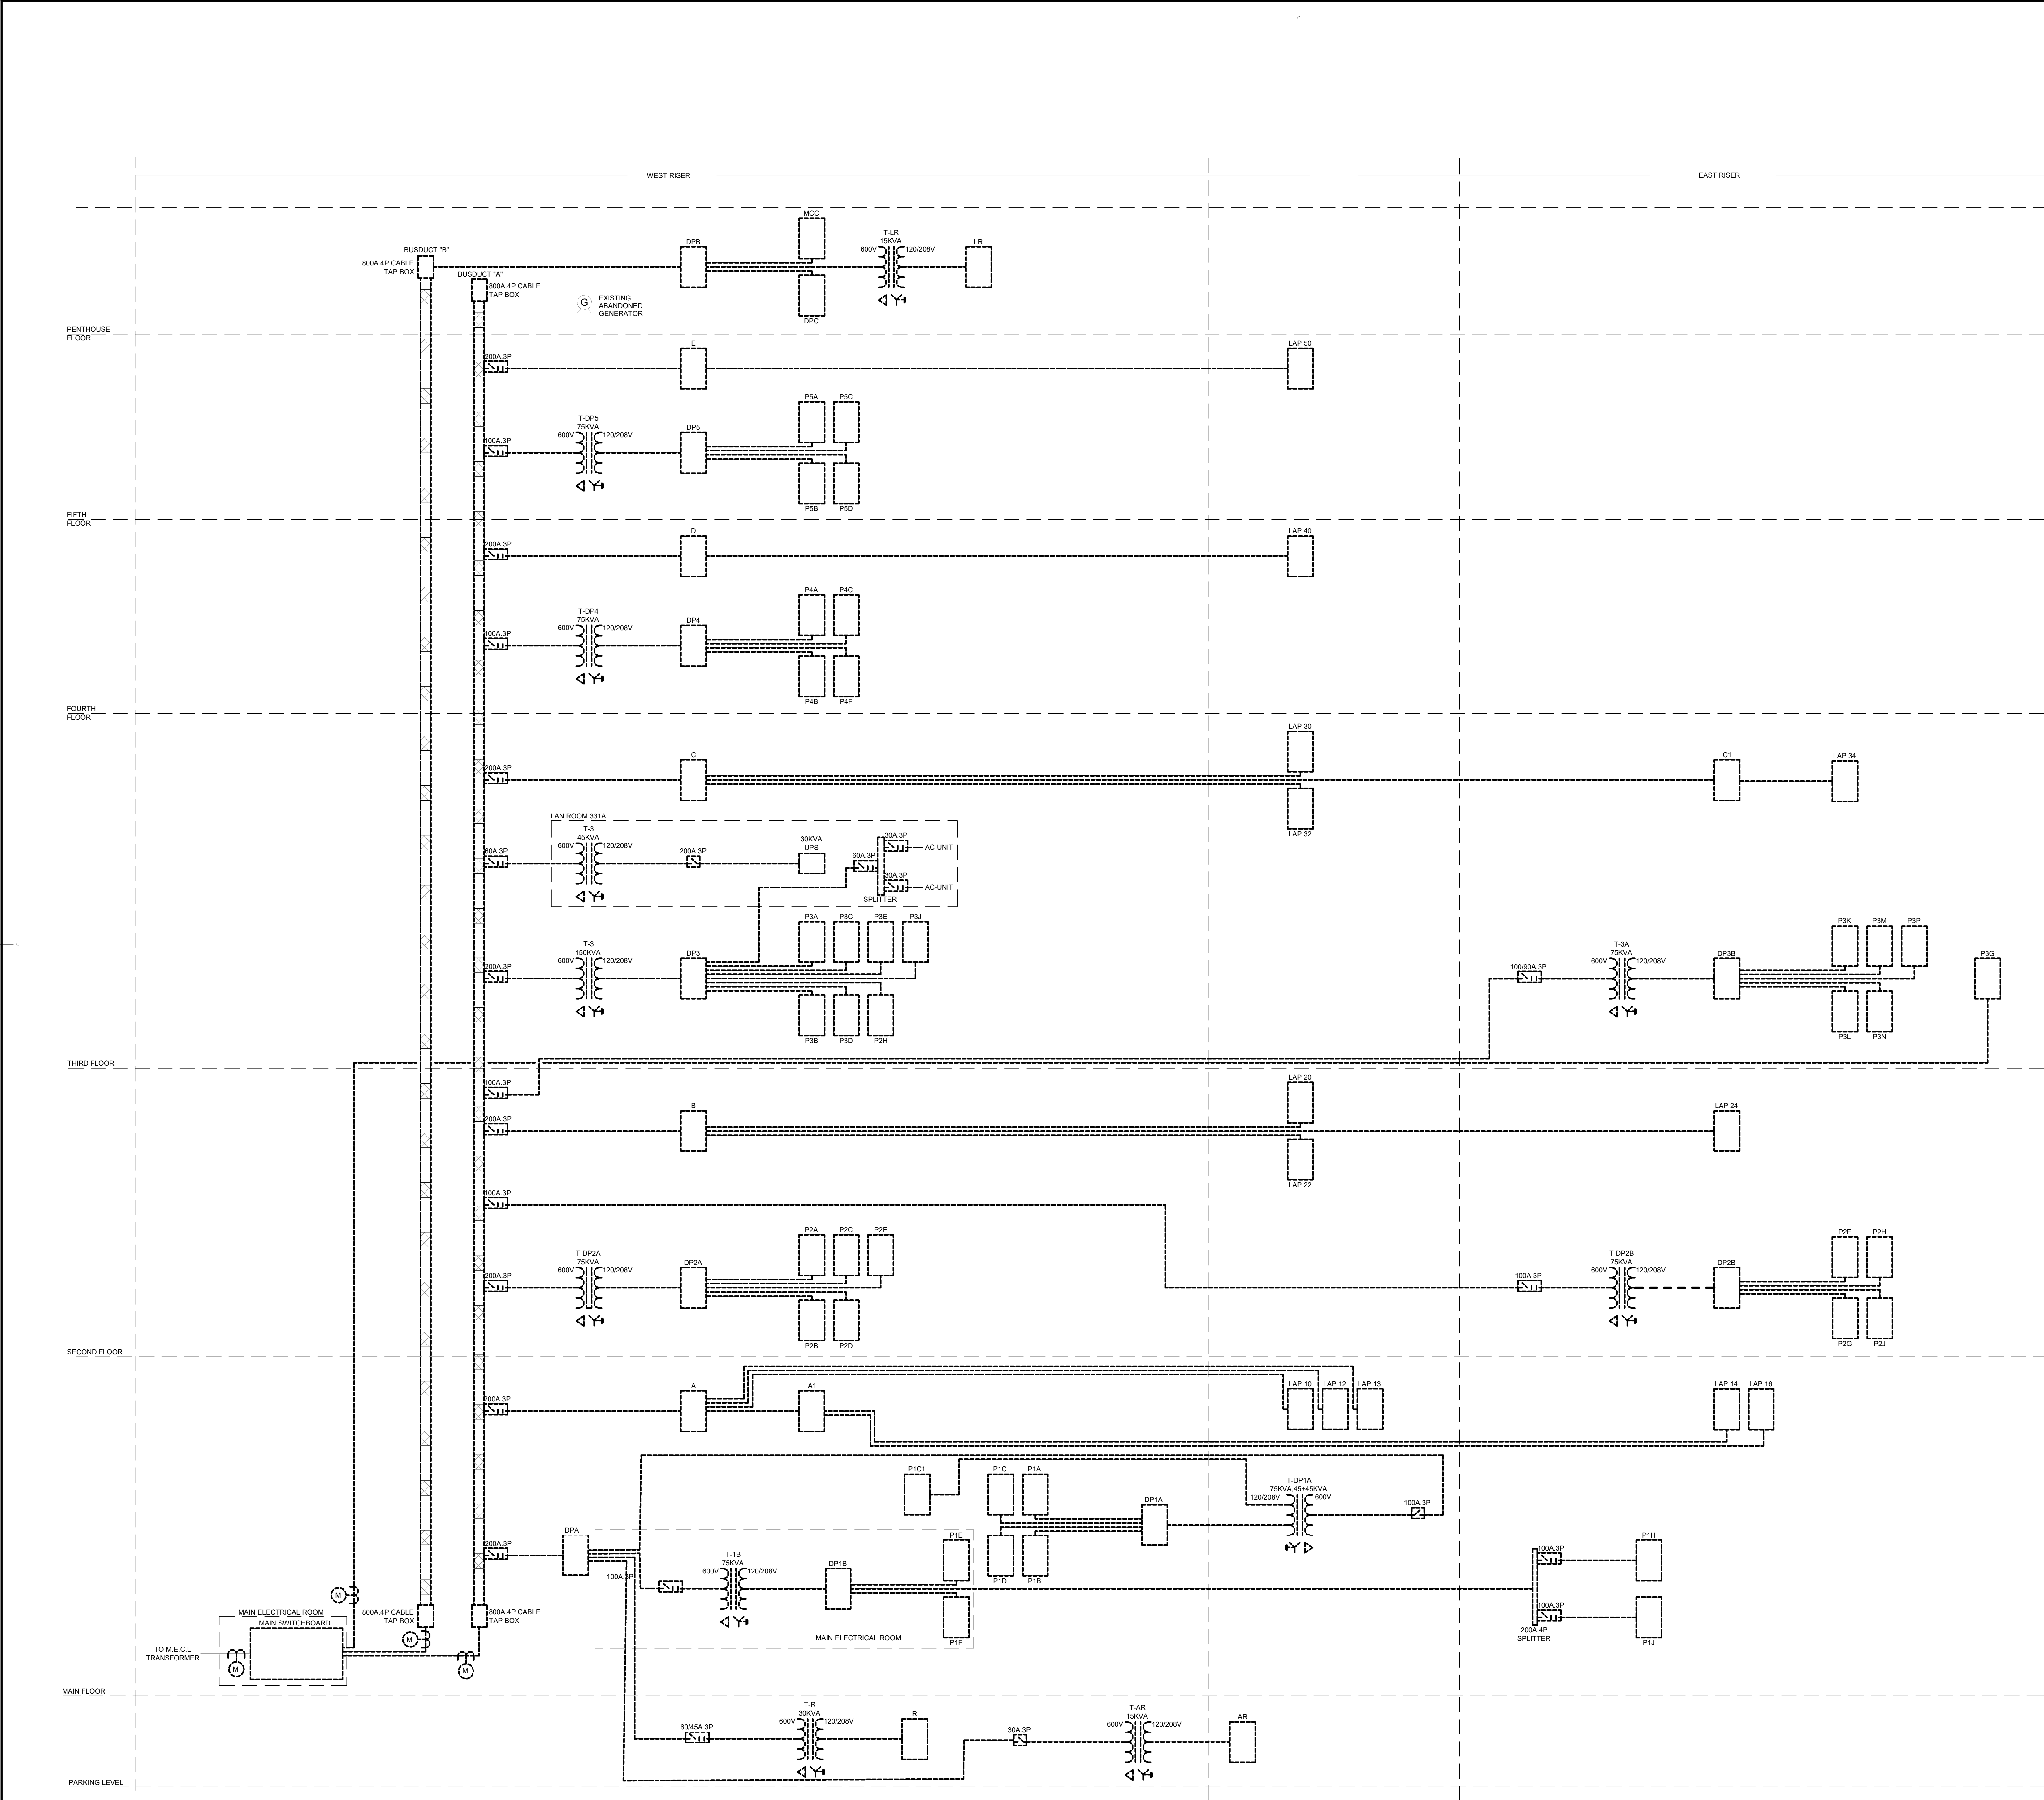 C
WEST RISER
EAST RISER
MCC
T-LR
15KVA
600V
120/208V
LR
DPB
BUSDUCT "B"
800A.4P CABLE
TAP BOX
BUSDUCT "A"
800A.4P CABLE
TAP BOX
G
EXISTING
ABANDONED
GENERATOR
DPC
PENTHOUSE
FLOOR
200A.3P
E
LAP 50
P5A
P5C
T-DP5
75KVA
600V
120/208V
DP5
100A.3P
P5B
P5D
FIFTH
FLOOR
200A.3P
D
LAP 40
P4A
P4C
T-DP4
75KVA
600V
120/208V
DP4
100A.3P
P4B
P4F
FOURTH
FLOOR
LAP 30
200A.3P
C
C1
LAP 34
LAP 32
LAN ROOM 331A
T-3
45KVA
600V
120/208V
60A.3P
200A.3P
30KVA
UPS
60A.3P
30A.3P
AC-UNIT
30A.3P
AC-UNIT
SPLITTER
P3A
P3C
P3E
P3J
T-3
150KVA
600V
120/208V
200A.3P
DP3
P3B
P3D
P2H
C
100/90A.3P
T-3A
75KVA
600V
120/208V
DP3B
P3K
P3M
P3P
P3G
P3L
P3N
THIRD FLOOR
100A.3P
LAP 20
200A.3P
B
LAP 24
LAP 22
100A.3P
P2A
P2C
P2E
T-DP2A
75KVA
600V
120/208V
200A.3P
DP2A
P2B
P2D
100A.3P
T-DP2B
75KVA
600V
120/208V
DP2B
P2F
P2H
P2G
P2J
SECOND FLOOR
200A.3P
A
A1
LAP 10
LAP 12
LAP 13
LAP 14
LAP 16
P1C1
P1C
P1A
DP1A
T-DP1A
75KVA,45+45KVA
120/208V
600V
100A.3P
P1D
P1B
200A.3P
DPA
100A.3P
T-1B
75KVA
600V
120/208V
DP1B
P1E
P1F
MAIN ELECTRICAL ROOM
100A.3P
P1H
100A.3P
P1J
200A.4P
SPLITTER
M
MAIN ELECTRICAL ROOM
MAIN SWITCHBOARD
800A.4P CABLE
TAP BOX
800A.4P CABLE
TAP BOX
M
M
M
TO M.E.C.L.
TRANSFORMER
MAIN FLOOR
60/45A.3P
T-R
30KVA
600V
120/208V
R
30A.3P
T-AR
15KVA
600V
120/208V
AR
PARKING LEVEL